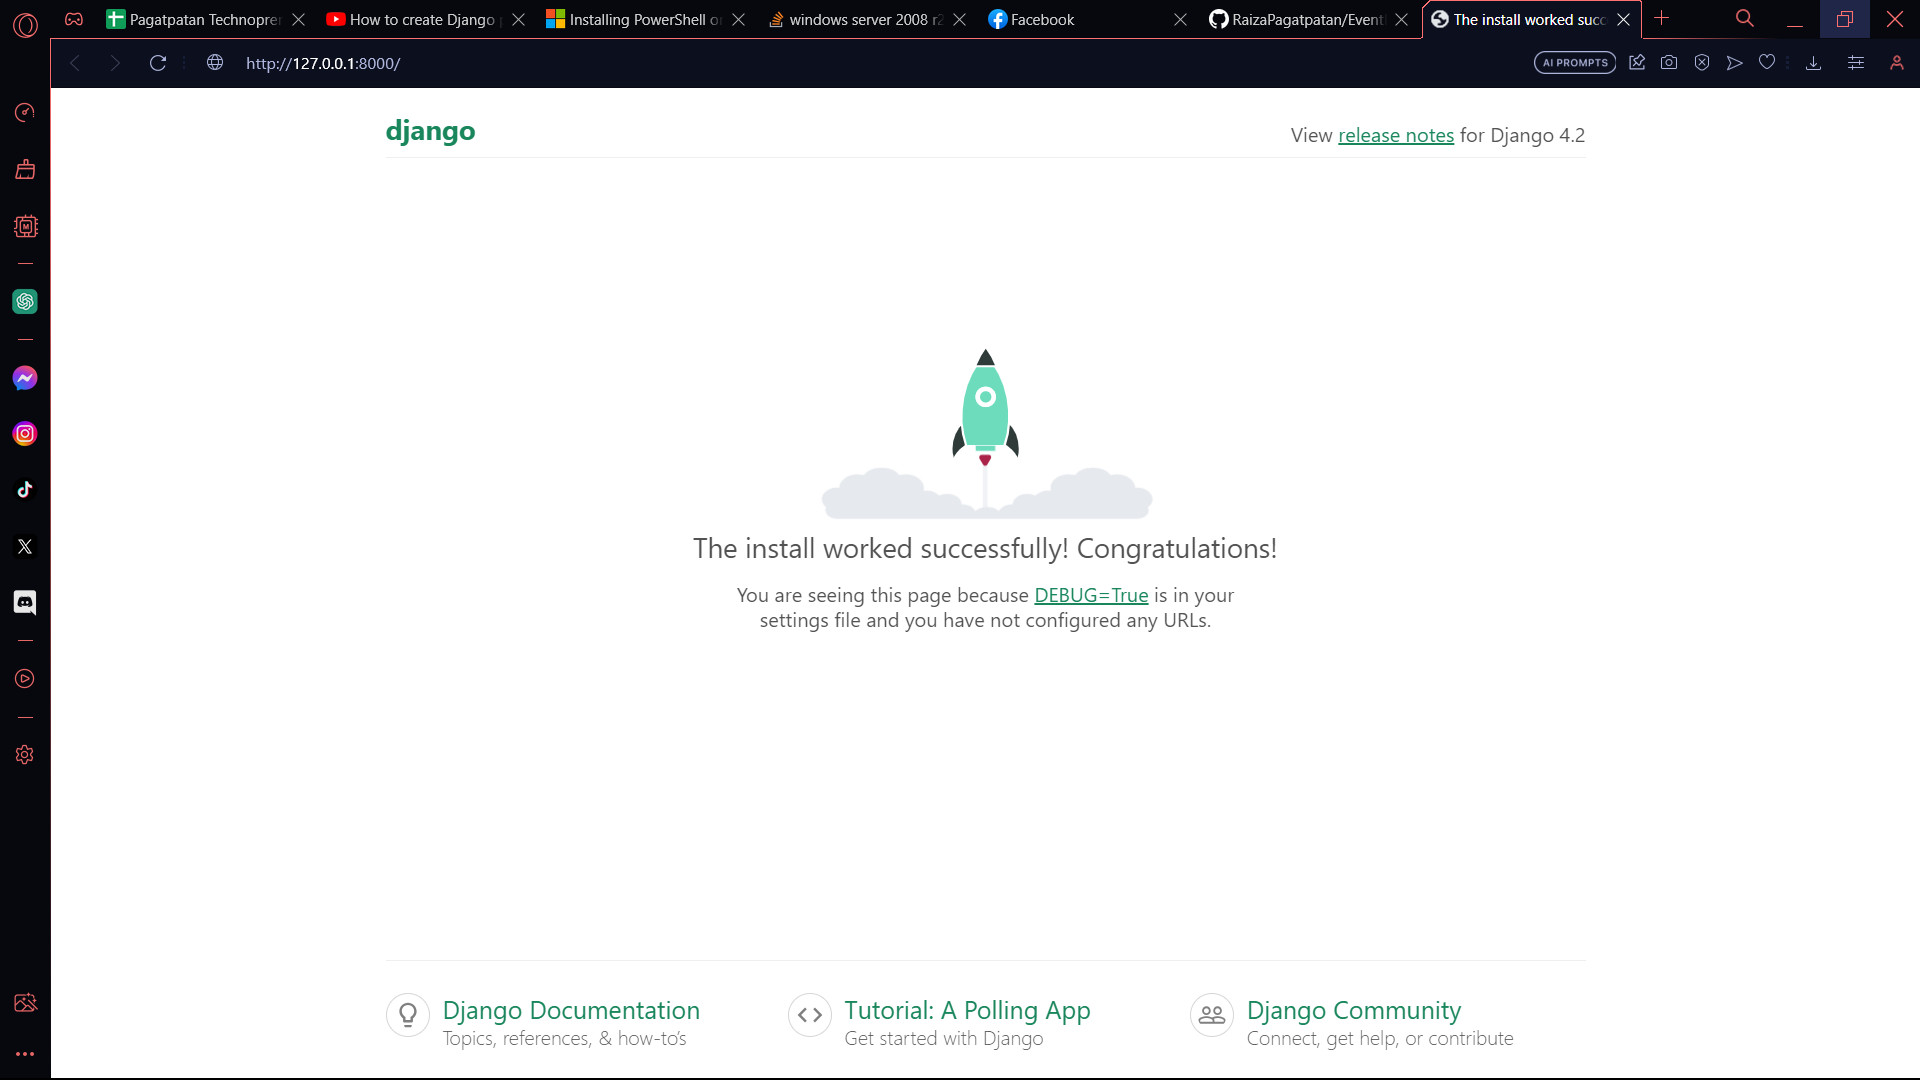 Pagatpatan Technopre
How to create Django
Installing PowerShell o
windows server 2008 r2
Facebook
RaizaPagatpatan/Event
The install worked succ
http://127.0.0.1:8000/
AI PROMPTS
django
View release notes for Django 4.2
The install worked successfully! Congratulations!
You are seeing this page because DEBUG=True is in your
settings file and you have not configured any URLs.
Django Documentation
Topics, references, & how-to’s
Tutorial: A Polling App
Get started with Django
Django Community
Connect, get help, or contribute